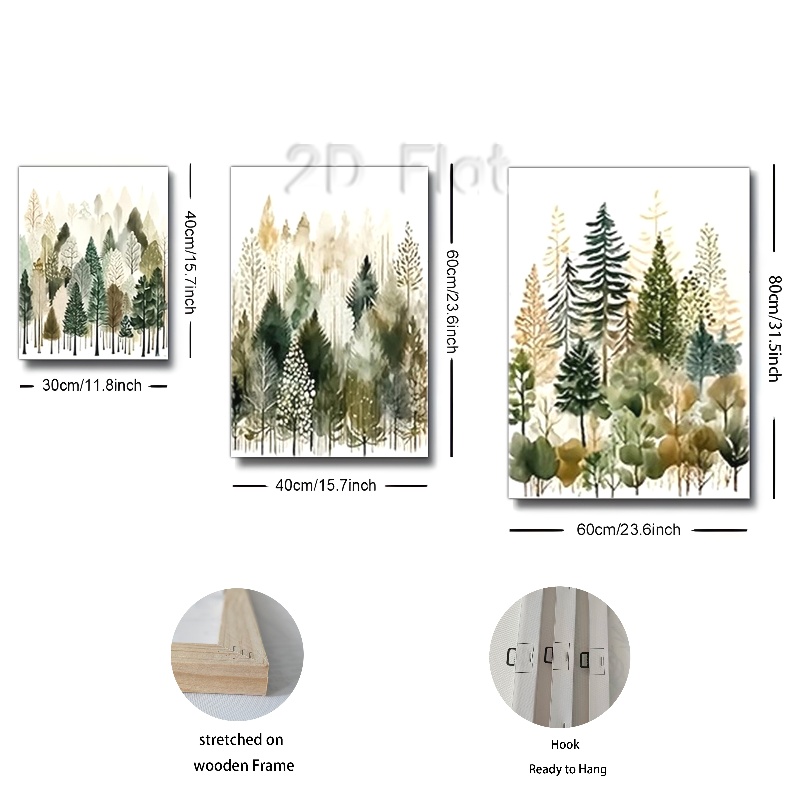 2D Flat
40cm/15.7inch
30cm/11.8inch
60cm/23.6inch
40cm/15.7inch
80cm/31.5inch
60cm/23.6inch
stretched on
wooden Frame
Hook
Ready to Hang